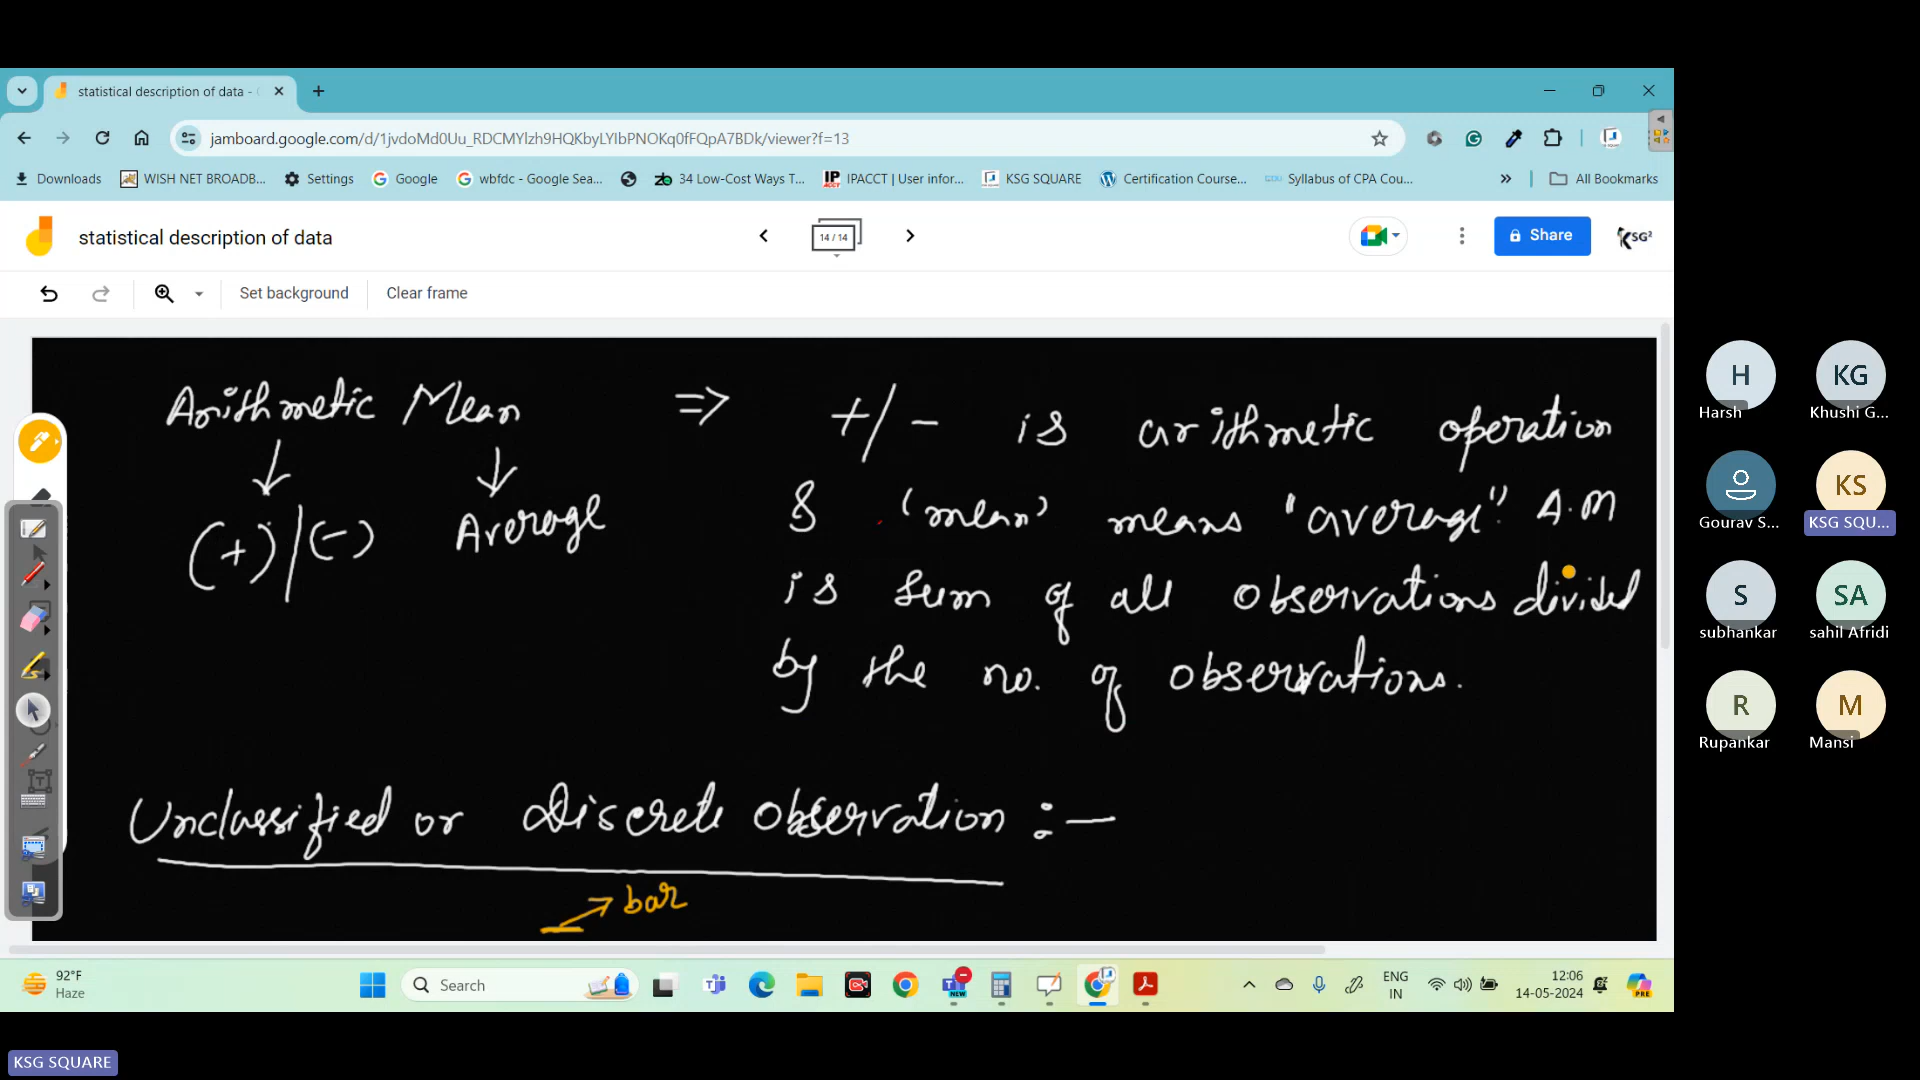 statistical description of data -
jamboard.google.com/d/1jvdoMd0Uu_RDCMYlzh9HQKbyLYlbPNOKq0fFQpA7BDk/viewer?f=13
Downloads WISH NET BROADB... Settings Google wbfdc - Google Sea... 34 Low-Cost Ways T... IPACCT | User infor... KSG SQUARE Certification Course... Syllabus of CPA Cou... » All Bookmarks
statistical description of data 14 / 14 Share KSG²
Set background Clear frame
Arithmetic Mean => +/- is arithmetic operation
(+)/(-) Average & (mean) means "average". A.M
is sum of all observations divided
by the no. of observations.
Unclassified or Discrete observation :-
bar
H KG
Harsh Khushi G...
KS
Gourav S... KSG SQU...
S SA
subhankar sahil Afridi
R M
Rupankar Mansi
92°F
Haze
Search
NEW
ENG
IN
12:06
14-05-2024
PRE
KSG SQUARE